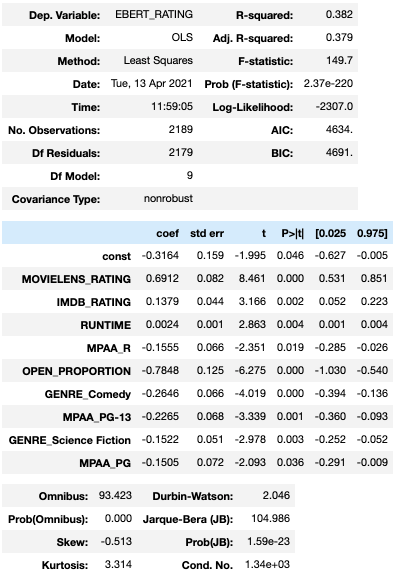 Dep. Variable: EBERT_RATING R-squared: 0.382
Model: OLS Adj. R-squared: 0.379
Method: Least Squares F-statistic: 149.7
Date: Tue, 13 Apr 2021 Prob (F-statistic): 2.37e-220
Time: 11:59:05 Log-Likelihood: -2307.0
No. Observations: 2189 AIC: 4634.
Df Residuals: 2179 BIC: 4691.
Df Model: 9
Covariance Type: nonrobust
coef std err t P>|t| [0.025 0.975]
const -0.3164 0.159 -1.995 0.046 -0.627 -0.005
MOVIELENS_RATING 0.6912 0.082 8.461 0.000 0.531 0.851
IMDB_RATING 0.1379 0.044 3.166 0.002 0.052 0.223
RUNTIME 0.0024 0.001 2.863 0.004 0.001 0.004
MPAA_R -0.1555 0.066 -2.351 0.019 -0.285 -0.026
OPEN_PROPORTION -0.7848 0.125 -6.275 0.000 -1.030 -0.540
GENRE_Comedy -0.2646 0.066 -4.019 0.000 -0.394 -0.136
MPAA_PG-13 -0.2265 0.068 -3.339 0.001 -0.360 -0.093
GENRE_Science Fiction -0.1522 0.051 -2.978 0.003 -0.252 -0.052
MPAA_PG -0.1505 0.072 -2.093 0.036 -0.291 -0.009
Omnibus: 93.423 Durbin-Watson: 2.046
Prob(Omnibus): 0.000 Jarque-Bera (JB): 104.986
Skew: -0.513 Prob(JB): 1.59e-23
Kurtosis: 3.314 Cond. No. 1.34e+03